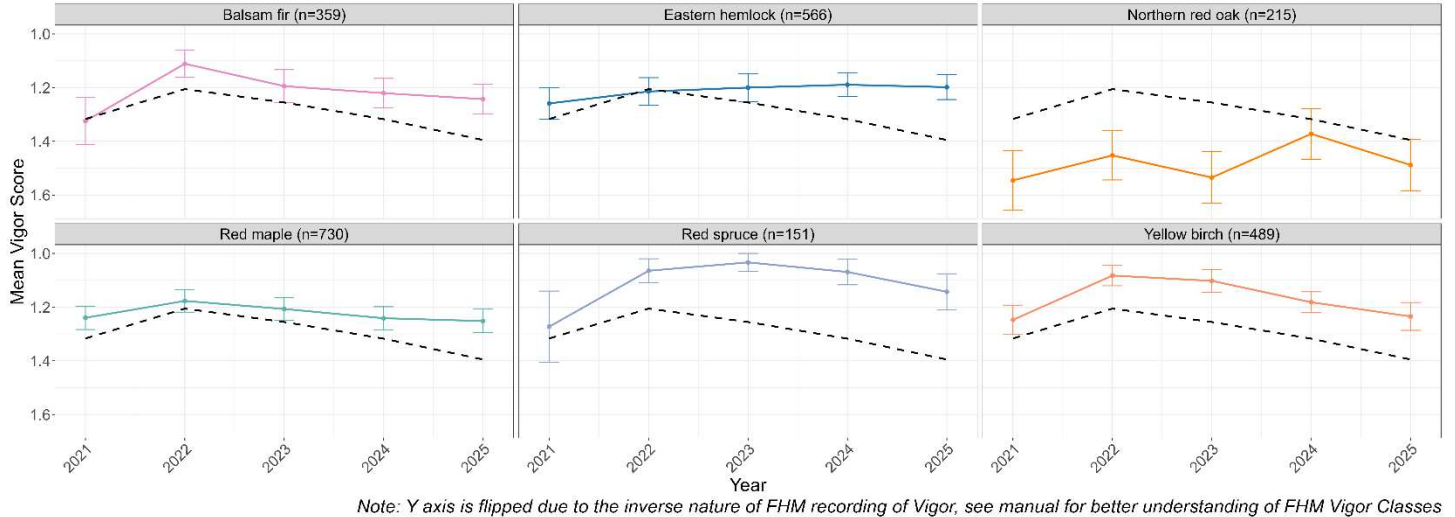 Balsam fir (n=359)
Eastern hemlock (n=566)
Northern red oak (n=215)
1.0
1.2
1.4
1.6
Red maple (n=730)
Red spruce (n=151)
Yellow birch (n=489)
1.0
1.2
1.4
1.6
Mean Vigor Score
2021
2022
2023
2024
2025
2021
2022
2023
2024
2025
2021
2022
2023
2024
2025
Year
Note: Y axis is flipped due to the inverse nature of FHM recording of Vigor, see manual for better understanding of FHM Vigor Classes